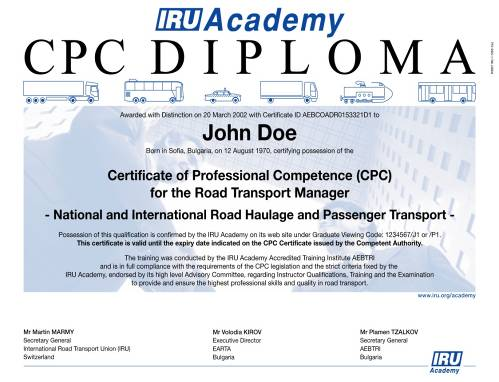 IRU Academy
CPC DIPLOMA
Awarded with Distinction on 20 March 2002 with Certificate ID AEBCOADR0153321D1 to
John Doe
Born in Sofia, Bulgaria, on 12 August 1970, certifying possession of the
Certificate of Professional Competence (CPC)
for the Road Transport Manager
- National and International Road Haulage and Passenger Transport -
Possession of this qualification is confirmed by the IRU Academy on its web site under Graduate Viewing Code: 1234567/J1 or /P1.
This certificate is valid until the expiry date indicated on the CPC Certificate issued by the Competent Authority.
The training was conducted by the IRU Academy Accredited Training Institute AEBTRI
and is in full compliance with the requirements of the CPC legislation and the strict criteria fixed by the
IRU Academy, endorsed by its high level Advisory Committee, regarding Instructor Qualifications, Training and the Examination
to provide and ensure the highest professional skills and quality in road transport.
www.iru.org/academy
Mr Martin MARMY
Secretary General
International Road Transport Union (IRU)
Switzerland
Mr Volodia KIROV
Executive Director
EARTA
Bulgaria
Mr Plamen TZALKOV
Secretary General
AEBTRI
Bulgaria
IRU
Academy